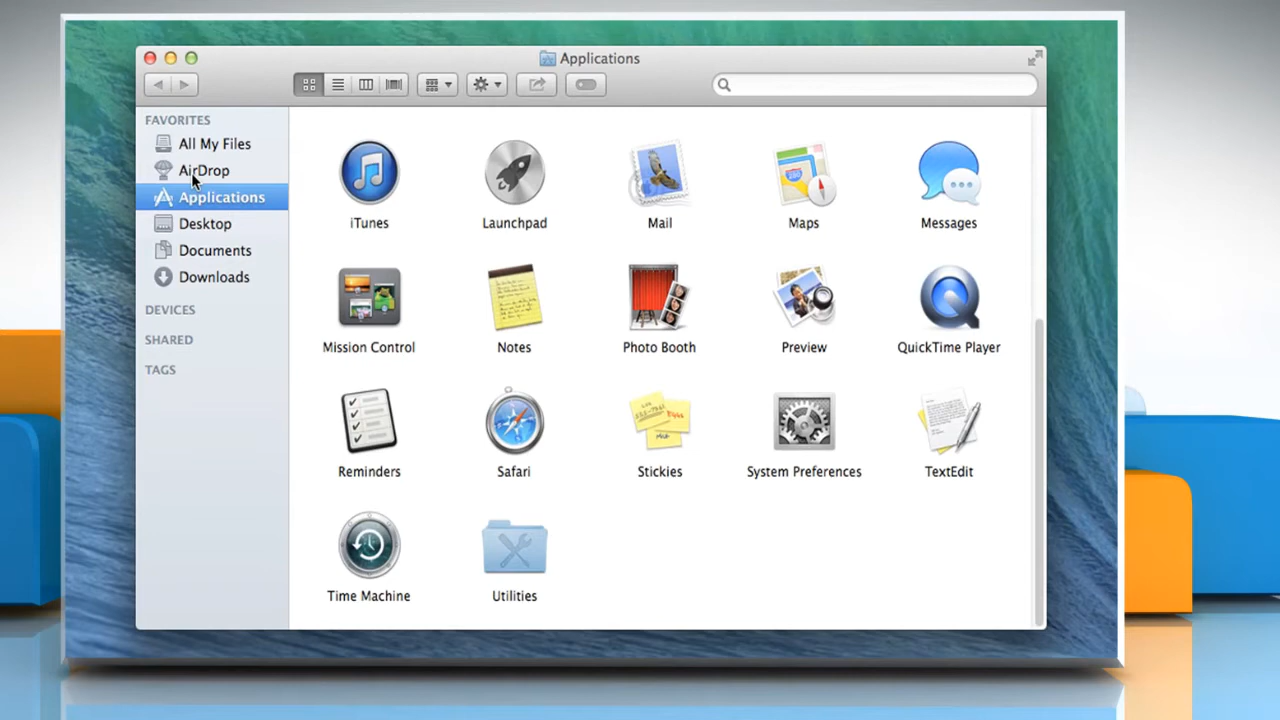 Applications
FAVORITES
All My Files
AirDrop
Applications
Desktop
Documents
Downloads
DEVICES
SHARED
TAGS
iTunes
Launchpad
Mail
Maps
Messages
Mission Control
Notes
Photo Booth
Preview
QuickTime Player
Reminders
Safari
Stickies
System Preferences
TextEdit
Time Machine
Utilities